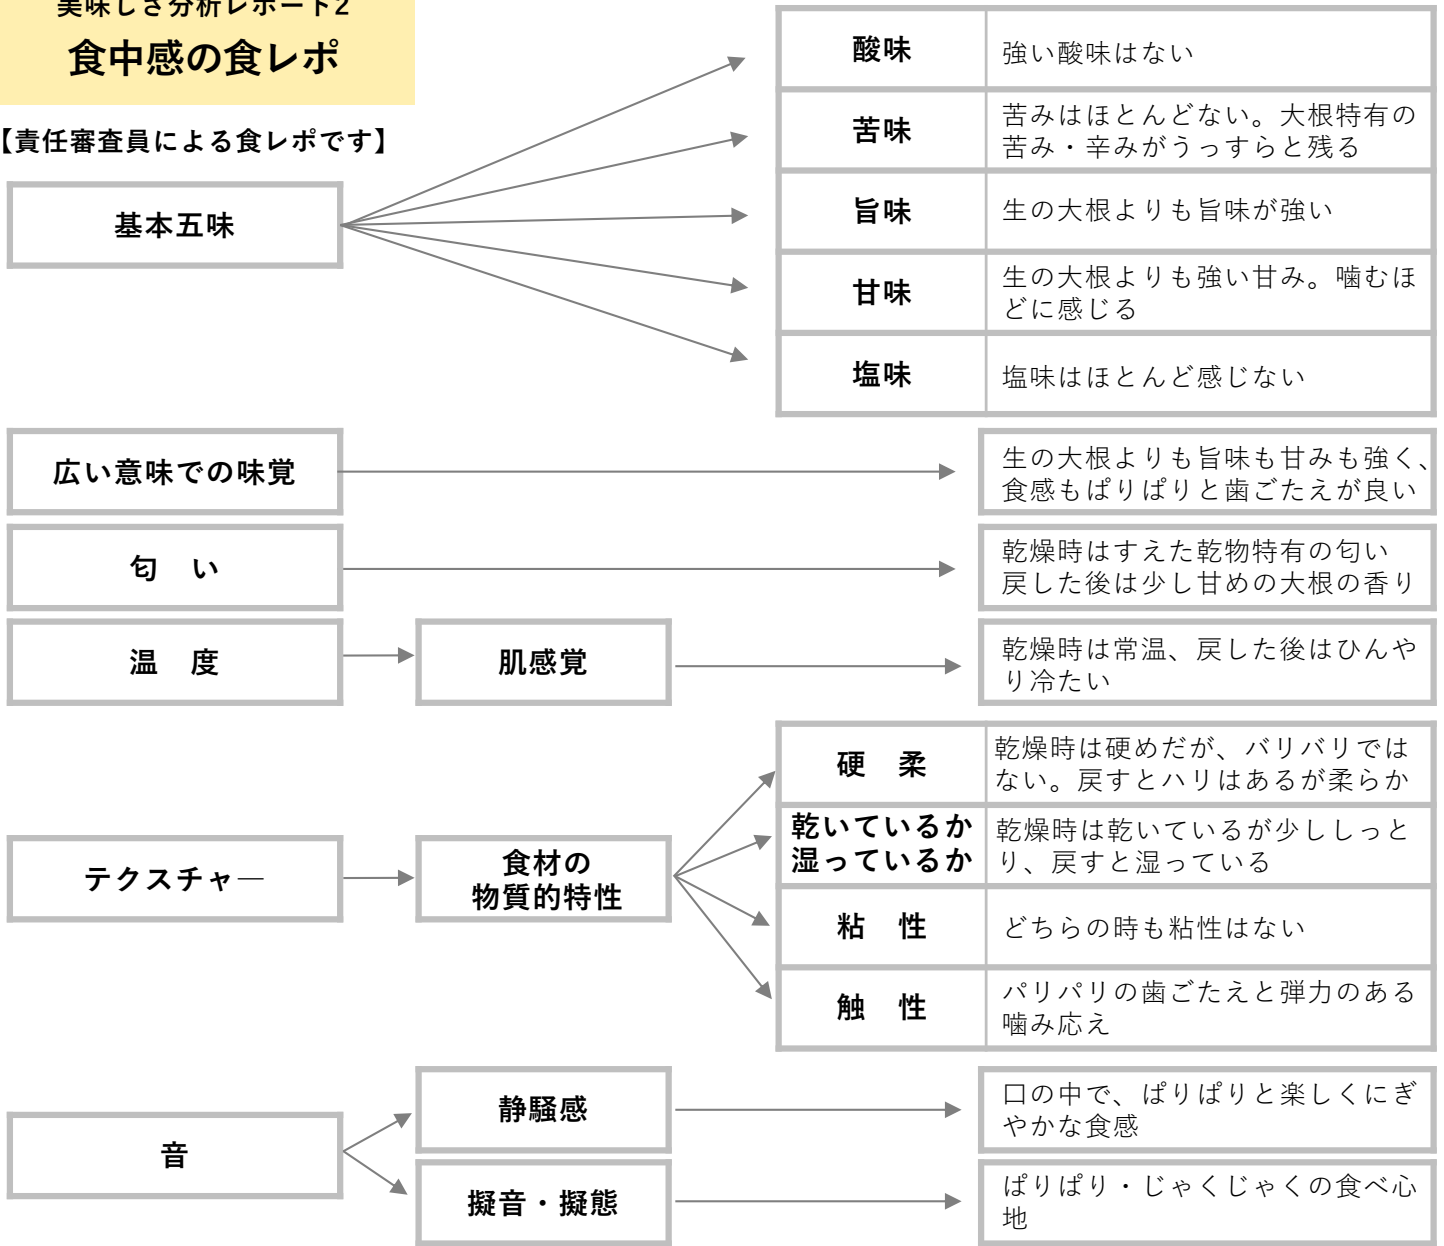 美味しさ分析レポート2
食中感の食レポ
【責任審査員による食レポです】
基本五味
酸味
強い酸味はない
苦味
苦みはほとんどない。大根特有の
苦み・辛みがうっすらと残る
旨味
生の大根よりも旨味が強い
甘味
生の大根よりも強い甘み。噛むほ
どに感じる
塩味
塩味はほとんど感じない
広い意味での味覚
生の大根よりも旨味も甘みも強く、
食感もぱりぱりと歯ごたえが良い
匂　い
乾燥時はすえた乾物特有の匂い
戻した後は少し甘めの大根の香り
温　度
肌感覚
乾燥時は常温、戻した後はひんや
り冷たい
テクスチャ―
食材の
物質的特性
硬　柔
乾燥時は硬めだが、バリバリでは
ない。戻すとハリはあるが柔らか
乾いているか
湿っているか
乾燥時は乾いているが少ししっと
り、戻すと湿っている
粘　性
どちらの時も粘性はない
触　性
パリパリの歯ごたえと弾力のある
噛み応え
音
静騒感
口の中で、ぱりぱりと楽しくにぎ
やかな食感
擬音・擬態
ぱりぱり・じゃくじゃくの食べ心
地